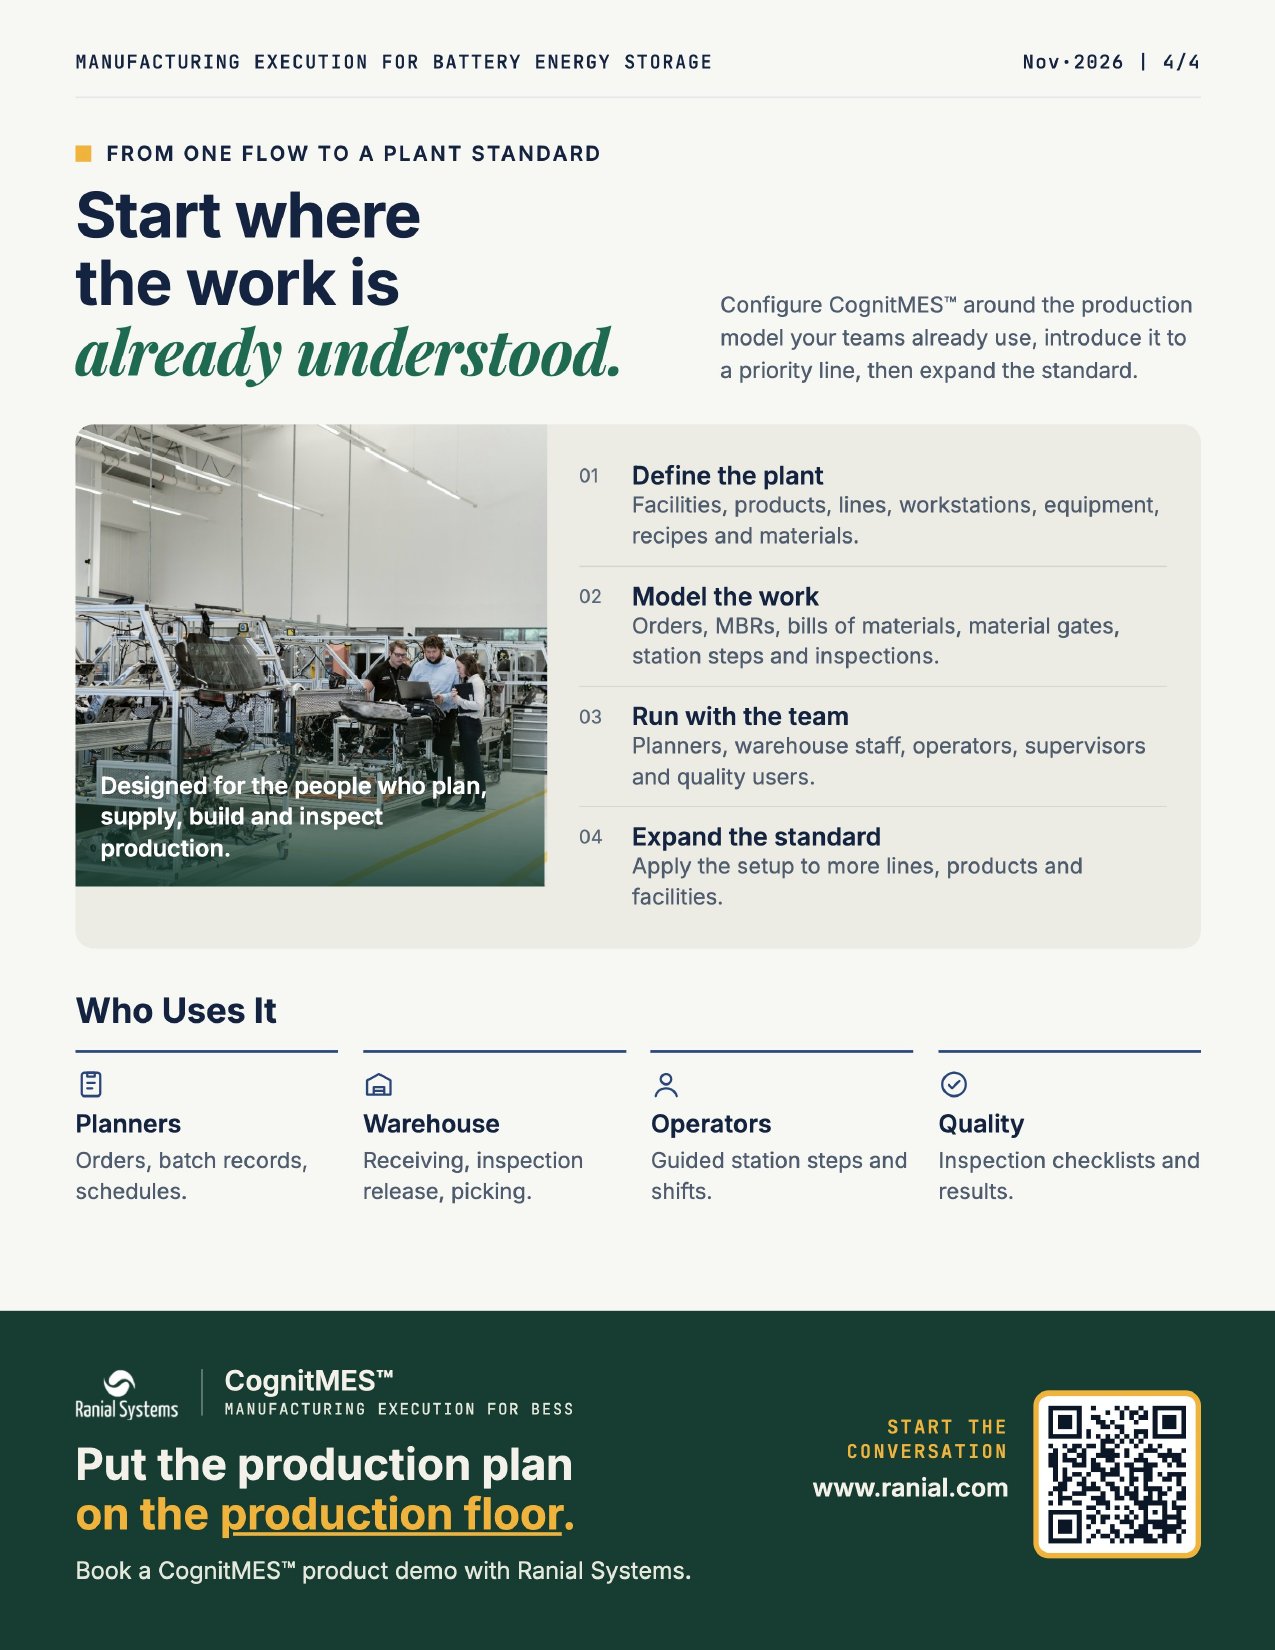 MANUFACTURING EXECUTION FOR BATTERY ENERGY STORAGE
Nov·2026 | 4/4
FROM ONE FLOW TO A PLANT STANDARD
Start where
the work is
already understood.
Configure CognitMES™ around the production
model your teams already use, introduce it to
a priority line, then expand the standard.
Designed for the people who plan,
supply, build and inspect
production.
01
Define the plant
Facilities, products, lines, workstations, equipment,
recipes and materials.
02
Model the work
Orders, MBRs, bills of materials, material gates,
station steps and inspections.
03
Run with the team
Planners, warehouse staff, operators, supervisors
and quality users.
04
Expand the standard
Apply the setup to more lines, products and
facilities.
Who Uses It
Planners
Orders, batch records,
schedules.
Warehouse
Receiving, inspection
release, picking.
Operators
Guided station steps and
shifts.
Quality
Inspection checklists and
results.
Ranial Systems
CognitMES™
MANUFACTURING EXECUTION FOR BESS
Put the production plan
on the production floor.
Book a CognitMES™ product demo with Ranial Systems.
START THE
CONVERSATION
www.ranial.com